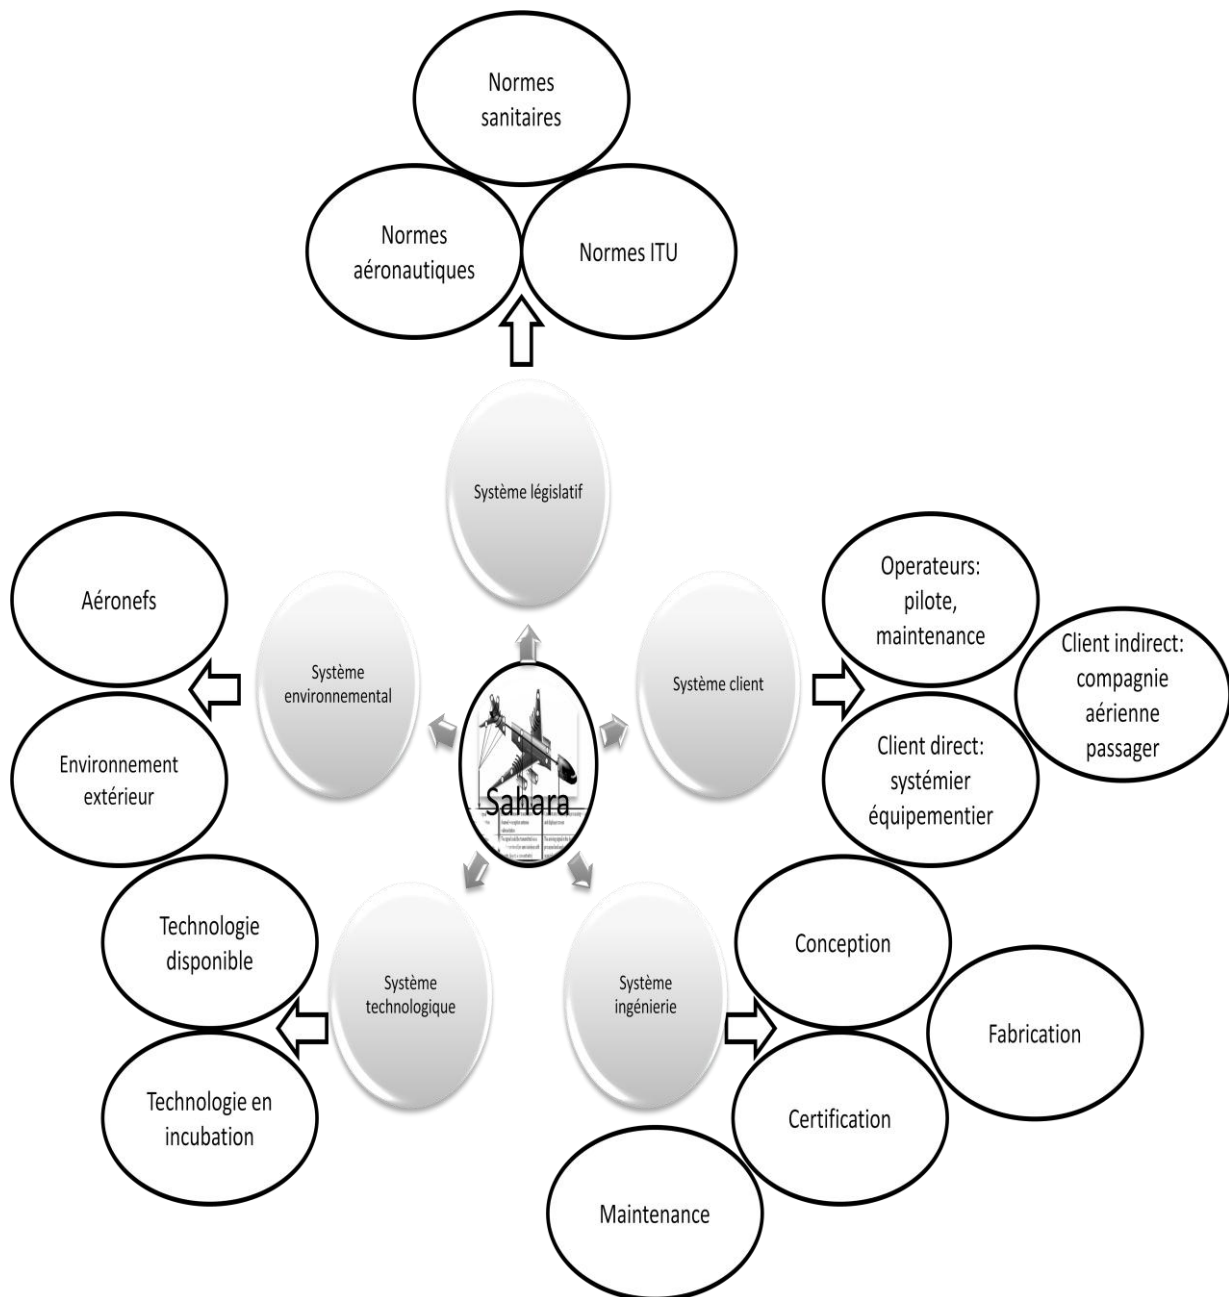 Normes
sanitaires
Normes
aéronautiques
Normes ITU
Système législatif
Aéronefs
Environnement
extérieur
Système
environnemental
Système client
Operateurs:
pilote,
maintenance
Client indirect:
compagnie
aérienne
passager
Client direct:
systémier
équipementier
Sahara
Technologie
disponible
Technologie en
incubation
Système
technologique
Système
ingénierie
Conception
Fabrication
Certification
Maintenance